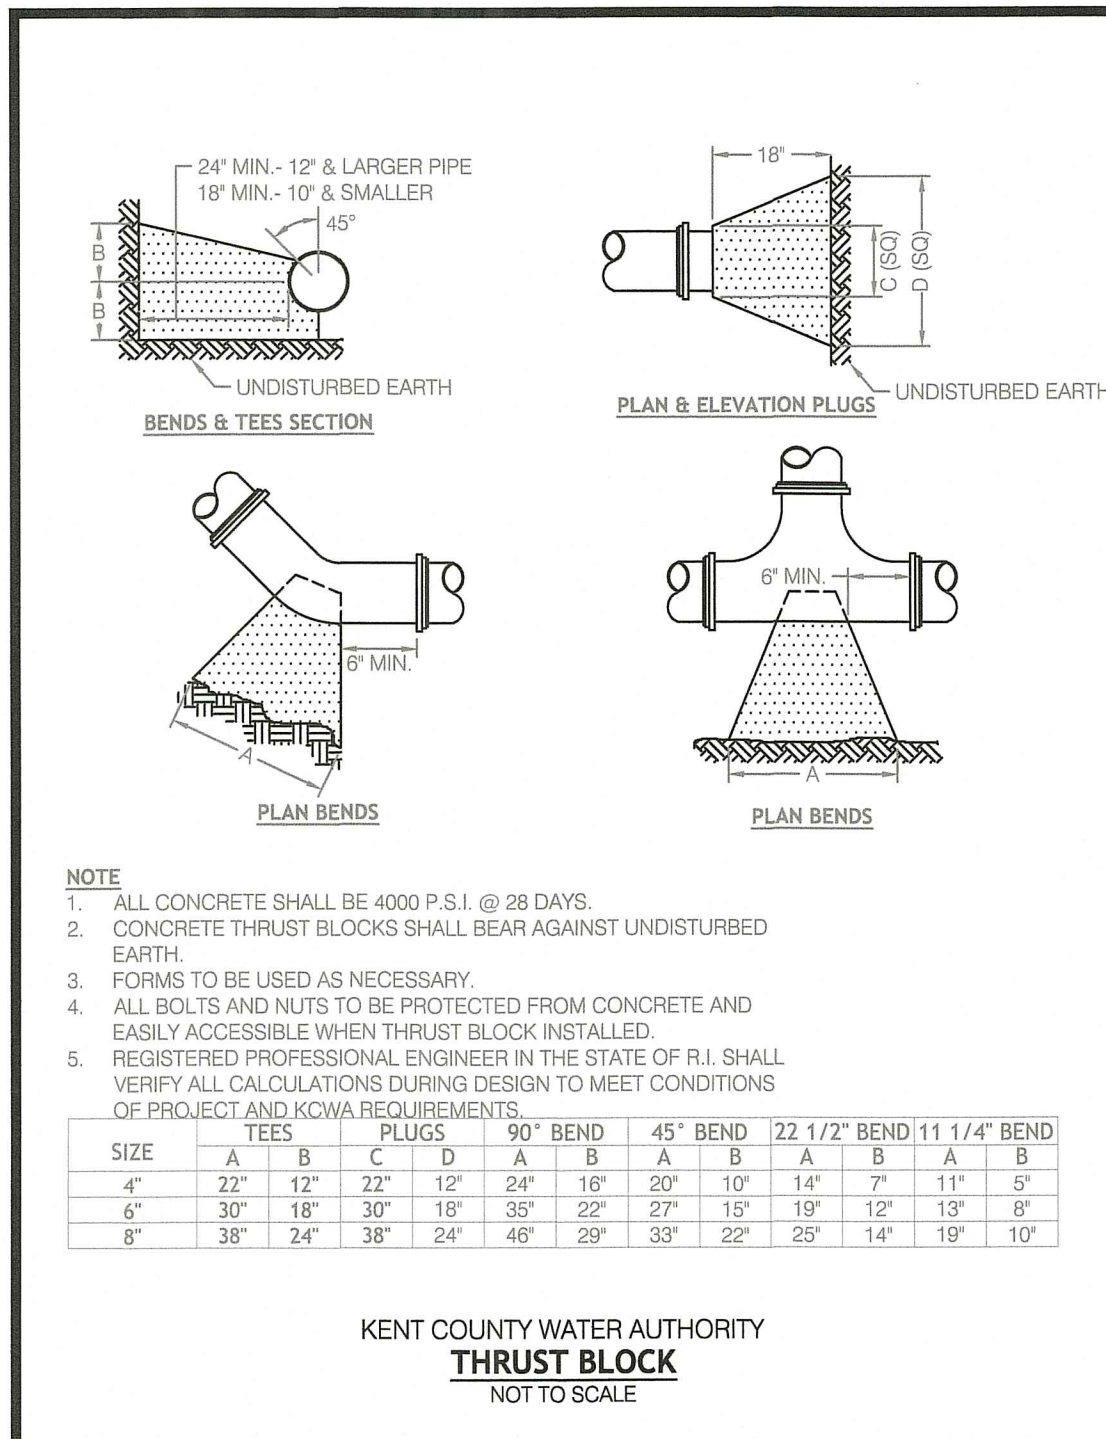 24" MIN.- 12" & LARGER PIPE
18" MIN.- 10" & SMALLER
45°
B
B
UNDISTURBED EARTH
BENDS & TEES SECTION
18"
C (SQ)
D (SQ)
UNDISTURBED EARTH
PLAN & ELEVATION PLUGS
6" MIN.
A
PLAN BENDS
6" MIN.
A
PLAN BENDS
NOTE
1. ALL CONCRETE SHALL BE 4000 P.S.I. @ 28 DAYS.
2. CONCRETE THRUST BLOCKS SHALL BEAR AGAINST UNDISTURBED
EARTH.
3. FORMS TO BE USED AS NECESSARY.
4. ALL BOLTS AND NUTS TO BE PROTECTED FROM CONCRETE AND
EASILY ACCESSIBLE WHEN THRUST BLOCK INSTALLED.
5. REGISTERED PROFESSIONAL ENGINEER IN THE STATE OF R.I. SHALL
VERIFY ALL CALCULATIONS DURING DESIGN TO MEET CONDITIONS
OF PROJECT AND KCWA REQUIREMENTS.
SIZE TEES PLUGS 90° BEND 45° BEND 22 1/2" BEND 11 1/4" BEND
A B C D A B A B A B A B
4" 22" 12" 22" 12" 24" 16" 20" 10" 14" 7" 11" 5"
6" 30" 18" 30" 18" 35" 22" 27" 15" 19" 12" 13" 8"
8" 38" 24" 38" 24" 46" 29" 33" 22" 25" 14" 19" 10"
KENT COUNTY WATER AUTHORITY
THRUST BLOCK
NOT TO SCALE